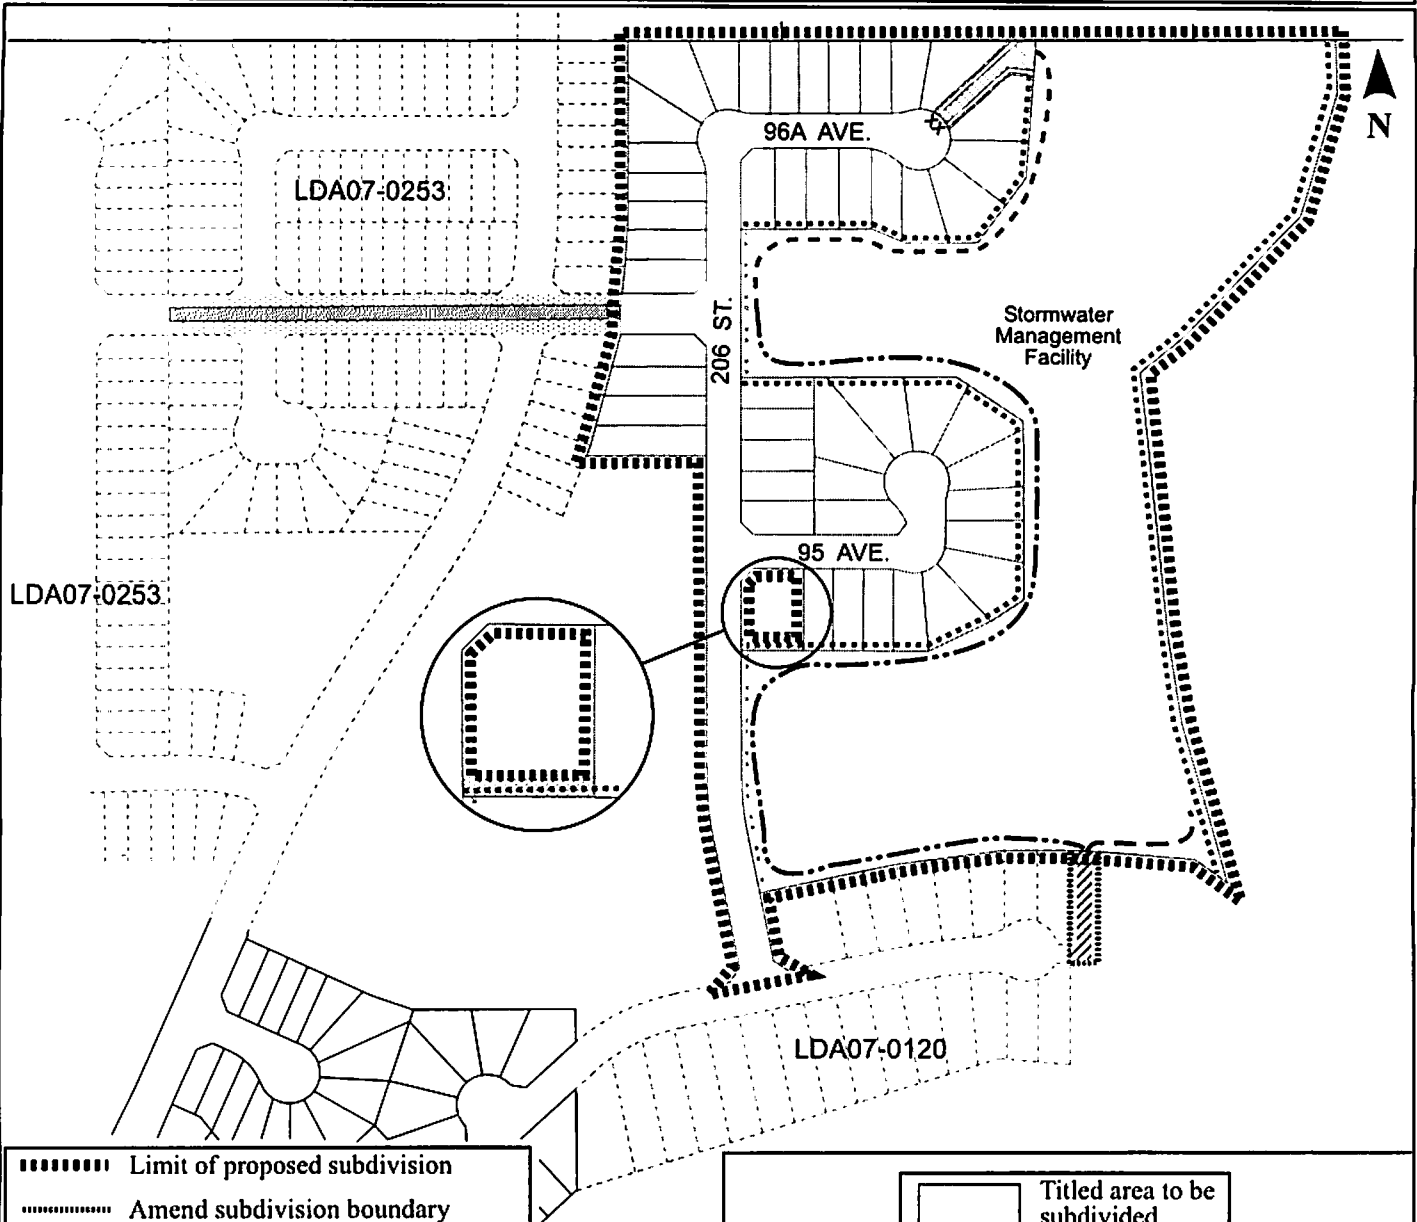 N
96A AVE.
LDA07-0253
206 ST.
Stormwater
Management
Facility
95 AVE.
LDA07-0253
LDA07-0120
Limit of proposed subdivision
Amend subdivision boundary
Titled area to be
subdivided